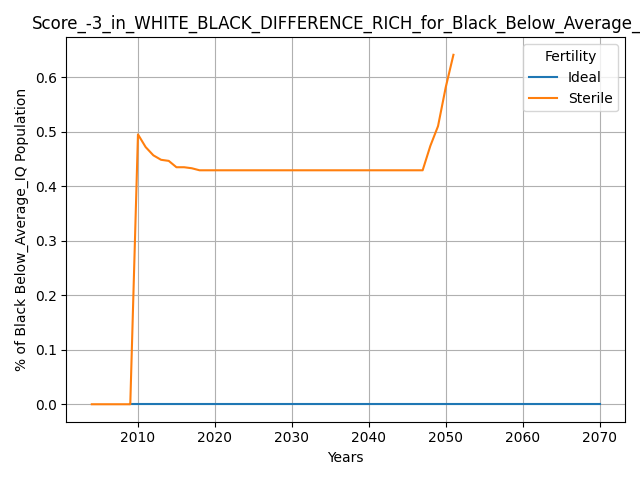 Score_-3_in_WHITE_BLACK_DIFFERENCE_RICH_for_Black_Below_Average_
Fertility
Ideal
Sterile
% of Black Below_Average_IQ Population
0.6
0.5
0.4
0.3
0.2
0.1
0.0
2010 2020 2030 2040 2050 2060 2070
Years